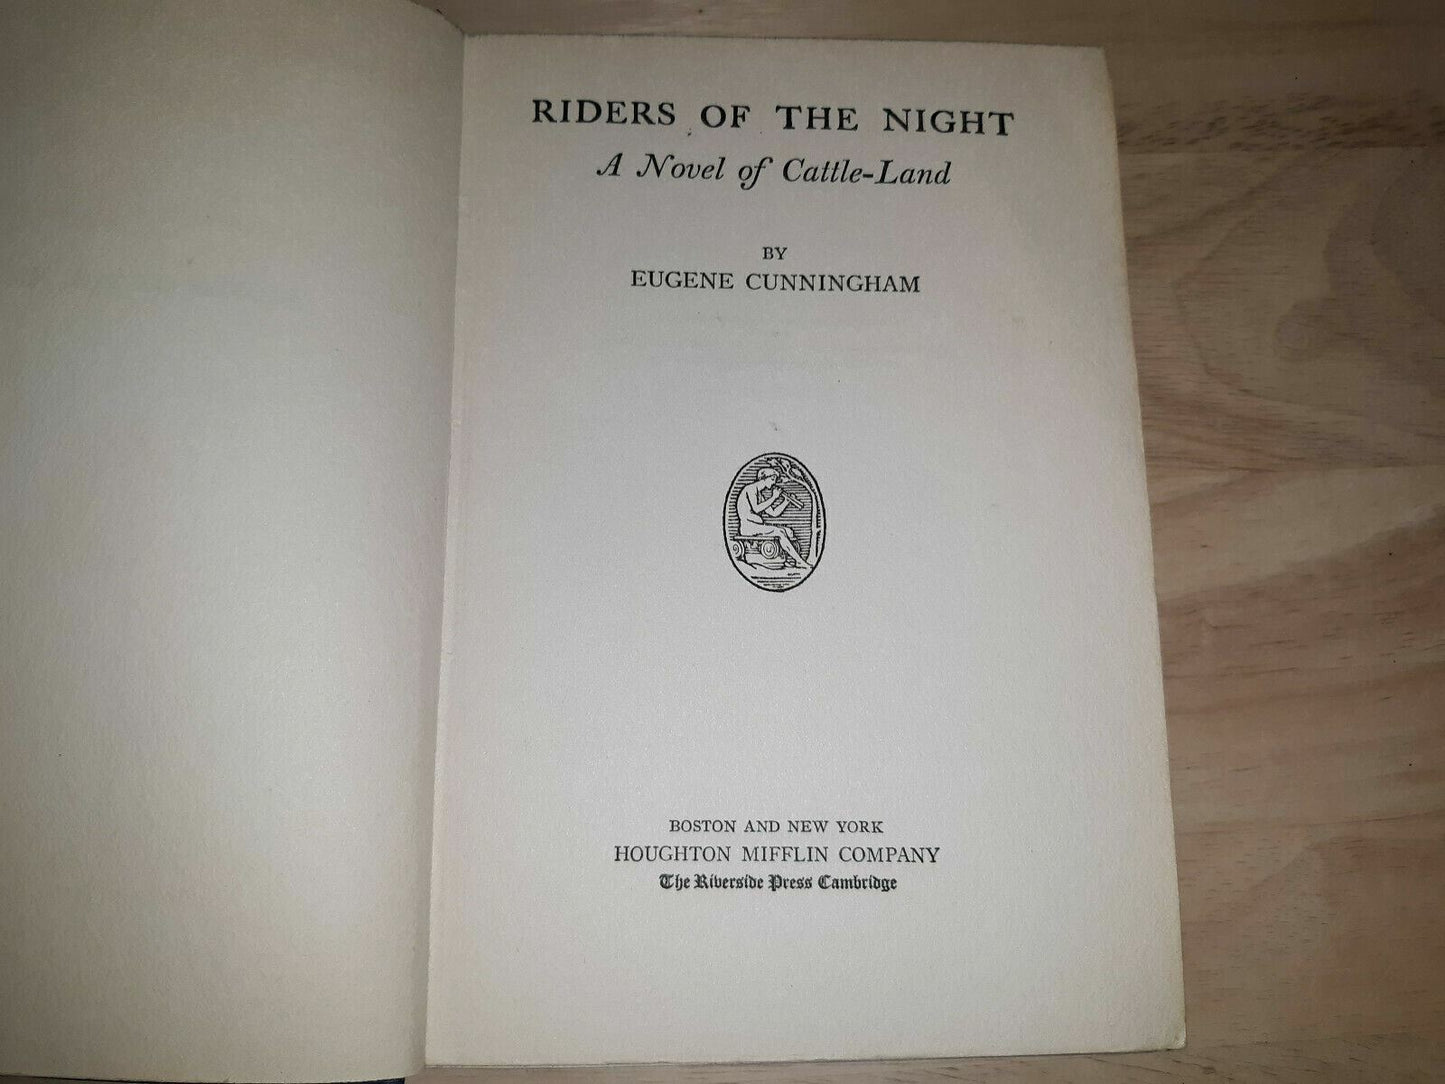 RIDERS OF THE NIGHT
A Novel of Cattle-Land
BY
EUGENE CUNNINGHAM
BOSTON AND NEW YORK
HOUGHTON MIFFLIN COMPANY
The Riverside Press Cambridge